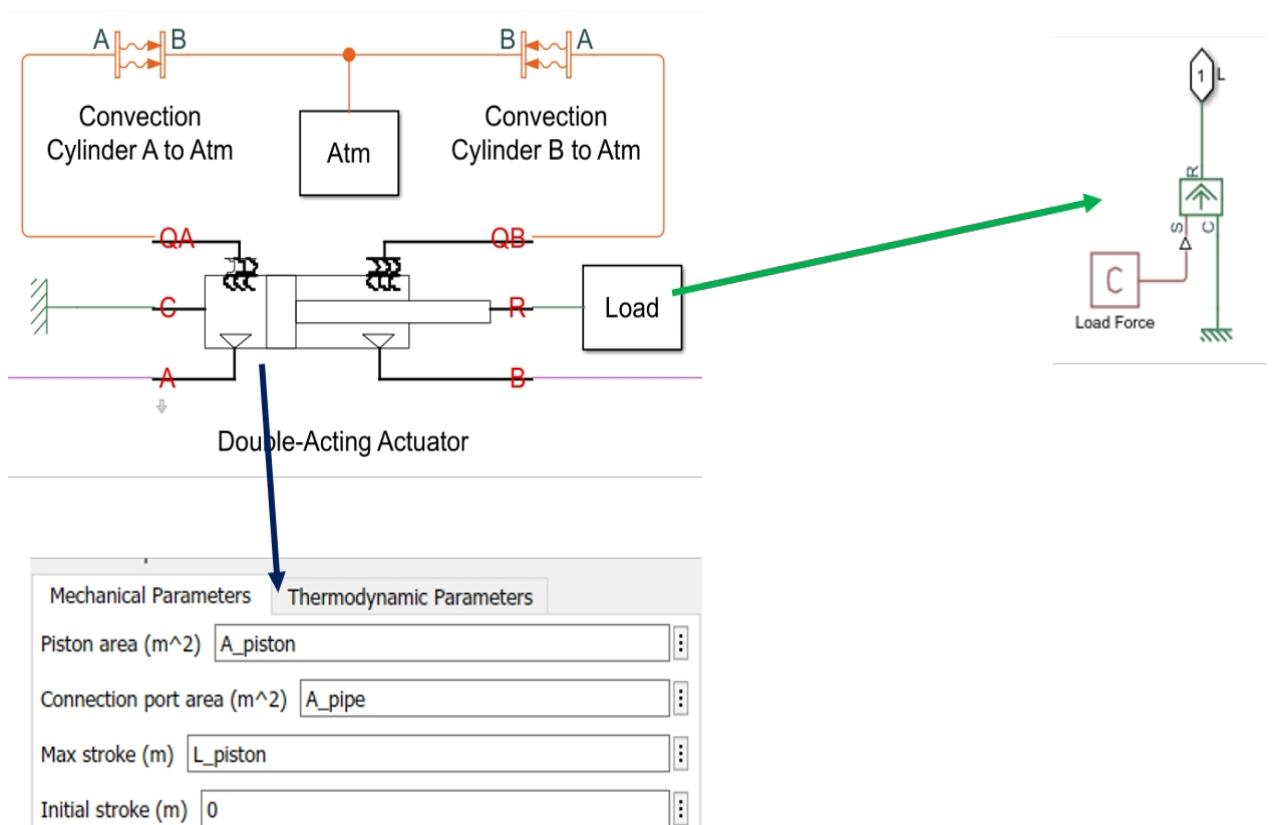 A B
B A
1 L
Convection
Cylinder A to Atm
Atm
Convection
Cylinder B to Atm
R
S C
QA
QB
C
R
Load
C
Load Force
A
B
Double-Acting Actuator
Mechanical Parameters
Thermodynamic Parameters
Piston area (m^2) A_piston
Connection port area (m^2) A_pipe
Max stroke (m) L_piston
Initial stroke (m) 0